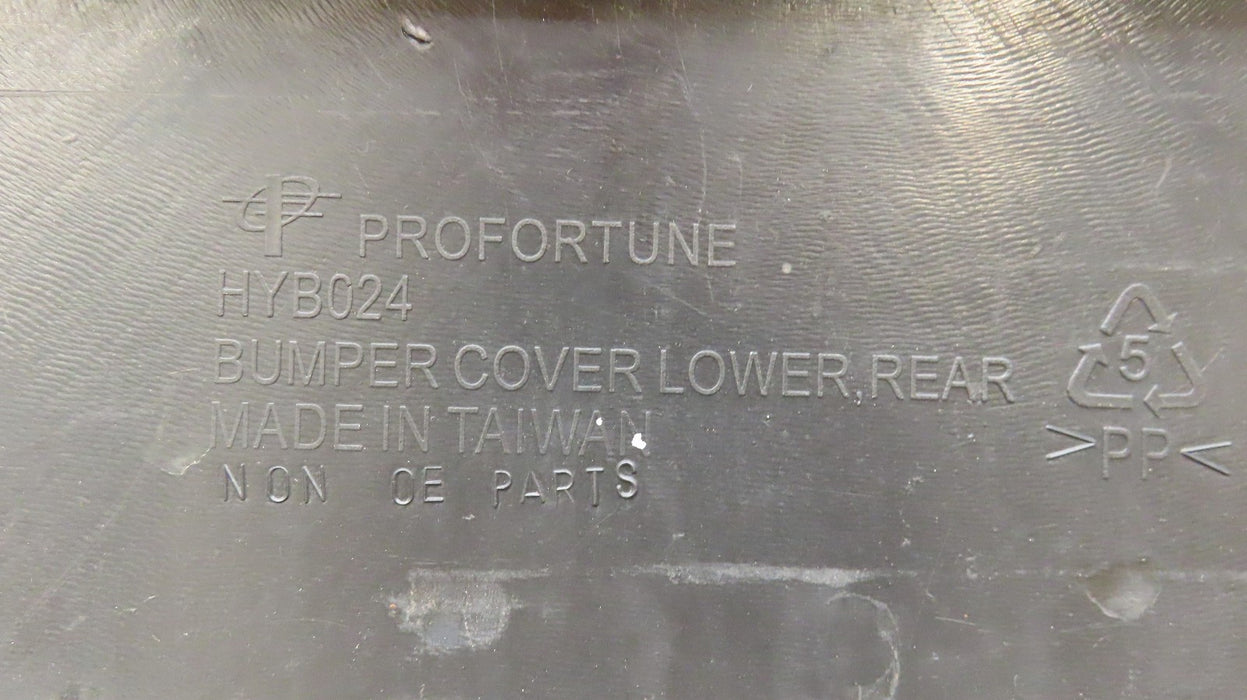 PROFORTUNE
HYB024
BUMPER COVER LOWER, REAR
MADE IN TAIWAN
NON OE PARTS
5
>PP<